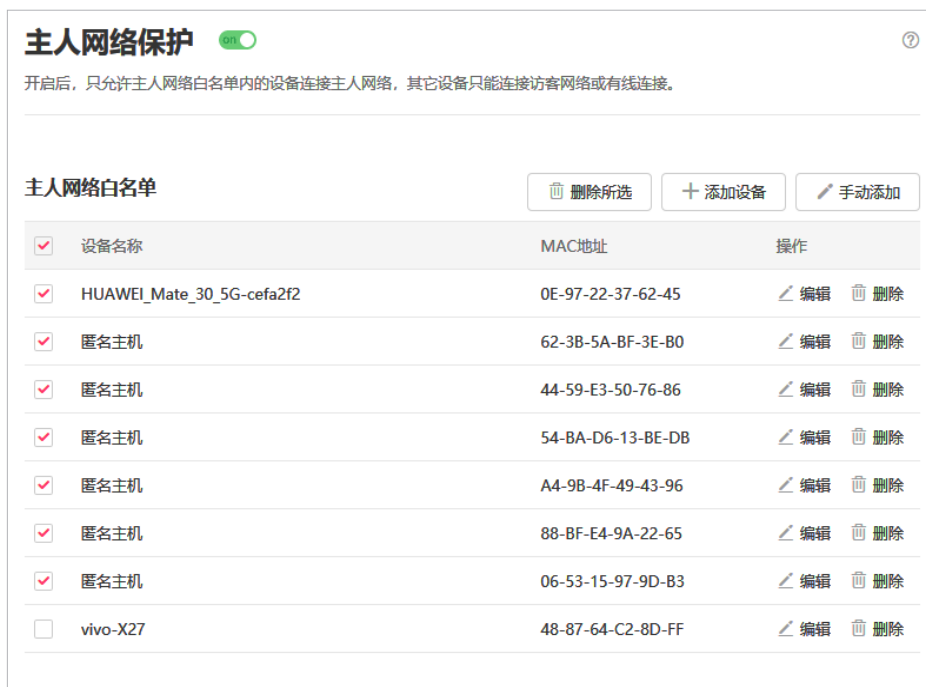 主人网络保护 on
开启后，只允许主人网络白名单内的设备连接主人网络，其它设备只能连接访客网络或有线连接。
主人网络白名单 删除所选 添加设备 手动添加
设备名称 MAC地址 操作
HUAWEI_Mate_30_5G-cefa2f2 0E-97-22-37-62-45 编辑 删除
匿名主机 62-3B-5A-BF-3E-B0 编辑 删除
匿名主机 44-59-E3-50-76-86 编辑 删除
匿名主机 54-BA-D6-13-BE-DB 编辑 删除
匿名主机 A4-9B-4F-49-43-96 编辑 删除
匿名主机 88-BF-E4-9A-22-65 编辑 删除
匿名主机 06-53-15-97-9D-B3 编辑 删除
vivo-X27 48-87-64-C2-8D-FF 编辑 删除